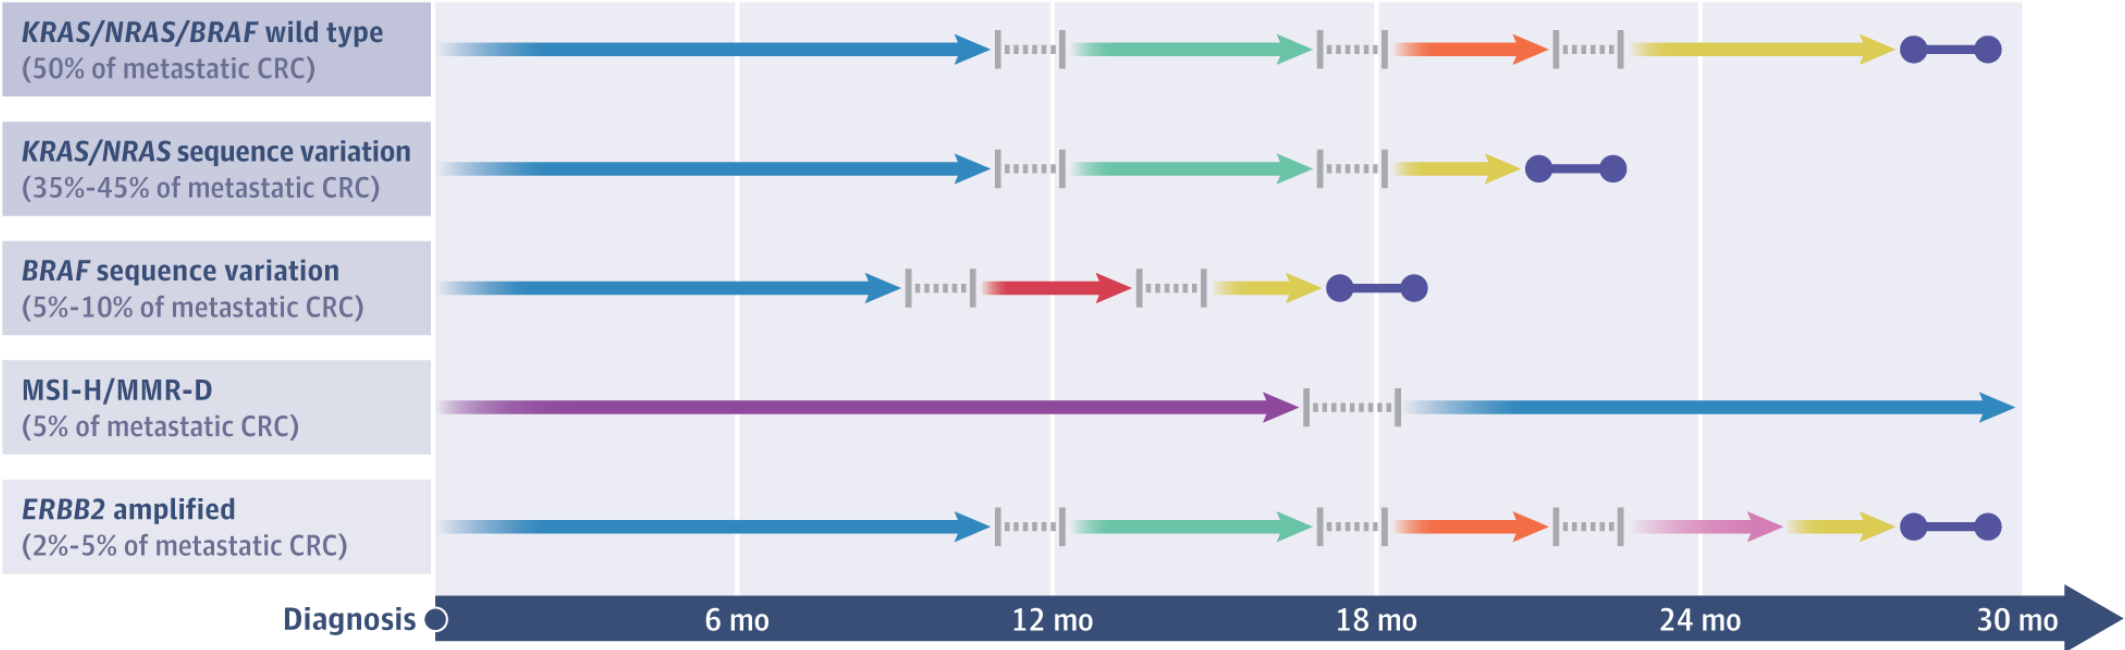 KRAS/NRAS/BRAF wild type
(50% of metastatic CRC)
KRAS/NRAS sequence variation
(35%-45% of metastatic CRC)
BRAF sequence variation
(5%-10% of metastatic CRC)
MSI-H/MMR-D
(5% of metastatic CRC)
ERBB2 amplified
(2%-5% of metastatic CRC)
Diagnosis 6 mo 12 mo 18 mo 24 mo 30 mo